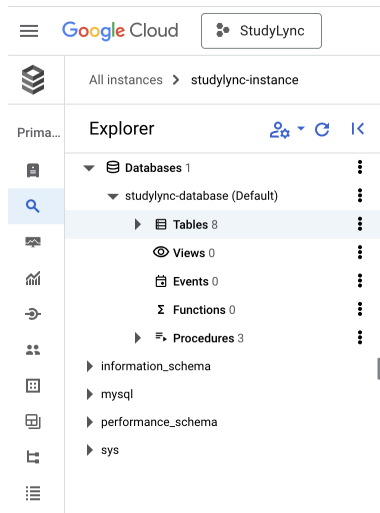 Google Cloud StudyLync
All instances studylync-instance
Prima... Explorer
Databases 1
studylync-database (Default)
Tables 8
Views 0
Events 0
Functions 0
Procedures 3
information_schema
mysql
performance_schema
sys